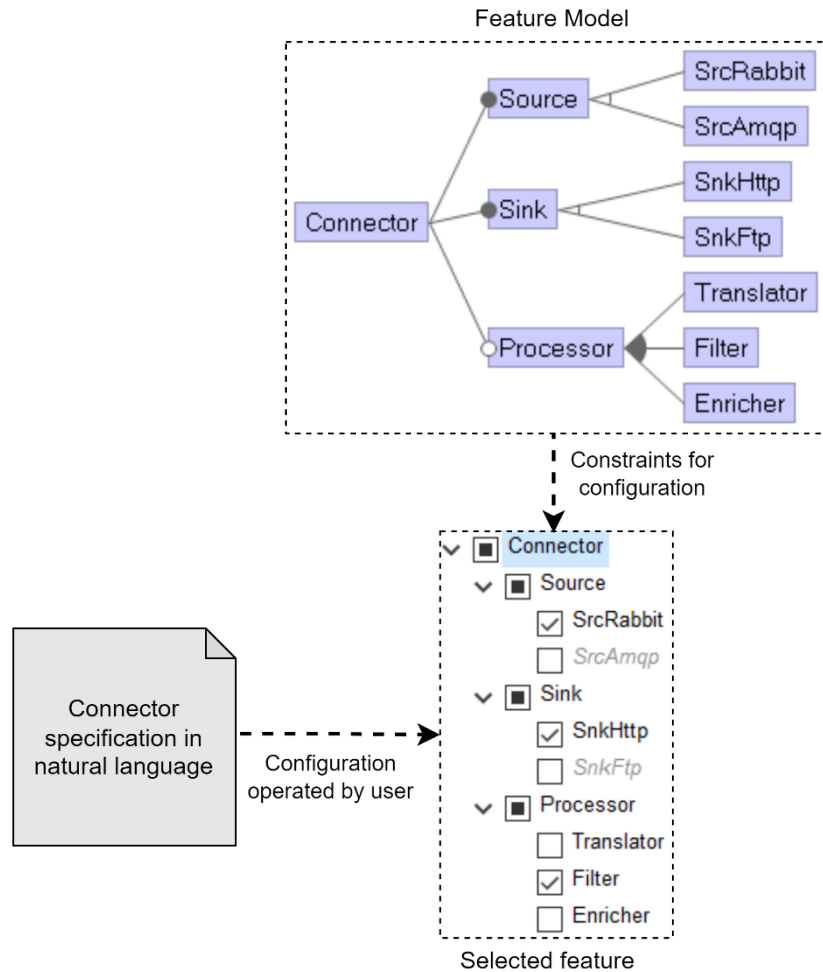 Feature Model
Connector
Source
SrcRabbit
SrcAmqp
Sink
SnkHttp
SnkFtp
Processor
Translator
Filter
Enricher
Constraints for
configuration
Connector
specification in
natural language
Configuration
operated by user
Connector
Source
SrcRabbit
SrcAmqp
Sink
SnkHttp
SnkFtp
Processor
Translator
Filter
Enricher
Selected feature